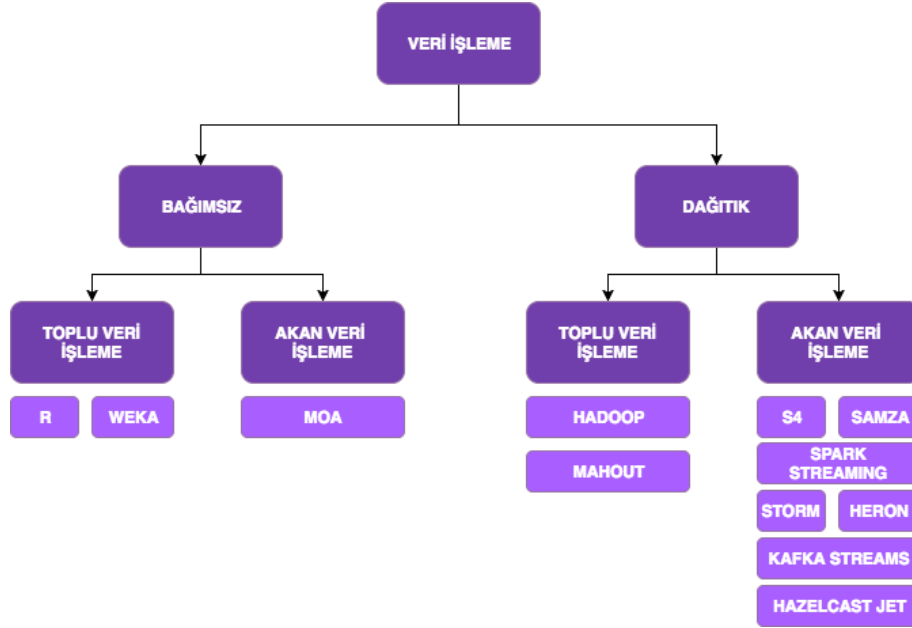 VERİ İŞLEME
BAĞIMSIZ
DAĞITIK
TOPLU VERİ
İŞLEME
AKAN VERİ
İŞLEME
TOPLU VERİ
İŞLEME
AKAN VERİ
İŞLEME
R
WEKA
MOA
HADOOP
MAHOUT
S4
SAMZA
SPARK
STREAMING
STORM
HERON
KAFKA STREAMS
HAZELCAST JET